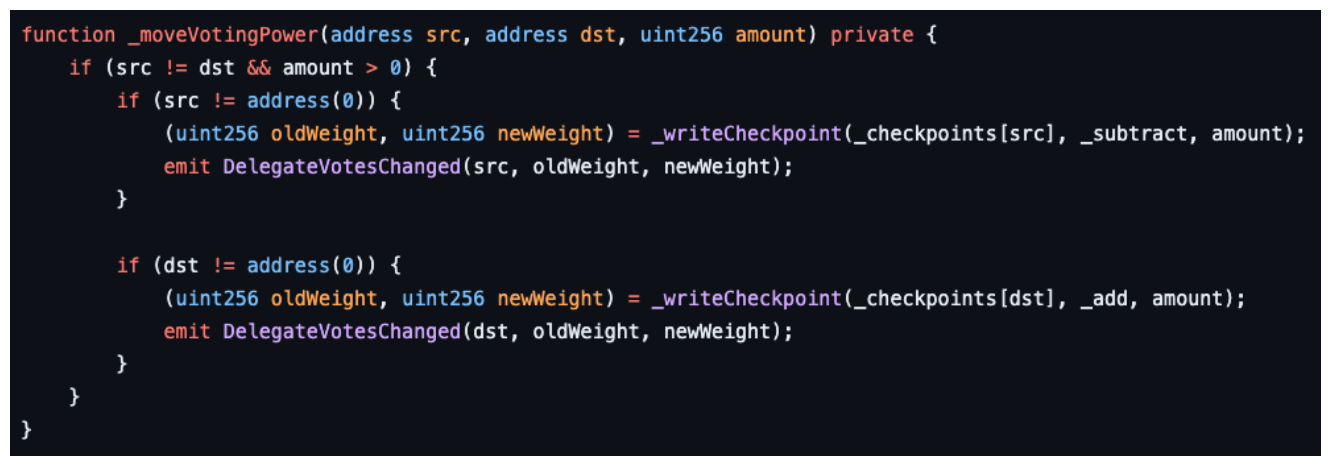 function _moveVotingPower(address src, address dst, uint256 amount) private {
    if (src != dst && amount > 0) {
        if (src != address(0)) {
            (uint256 oldWeight, uint256 newWeight) = _writeCheckpoint(_checkpoints[src], _subtract, amount);
            emit DelegateVotesChanged(src, oldWeight, newWeight);
        }

        if (dst != address(0)) {
            (uint256 oldWeight, uint256 newWeight) = _writeCheckpoint(_checkpoints[dst], _add, amount);
            emit DelegateVotesChanged(dst, oldWeight, newWeight);
        }
    }
}